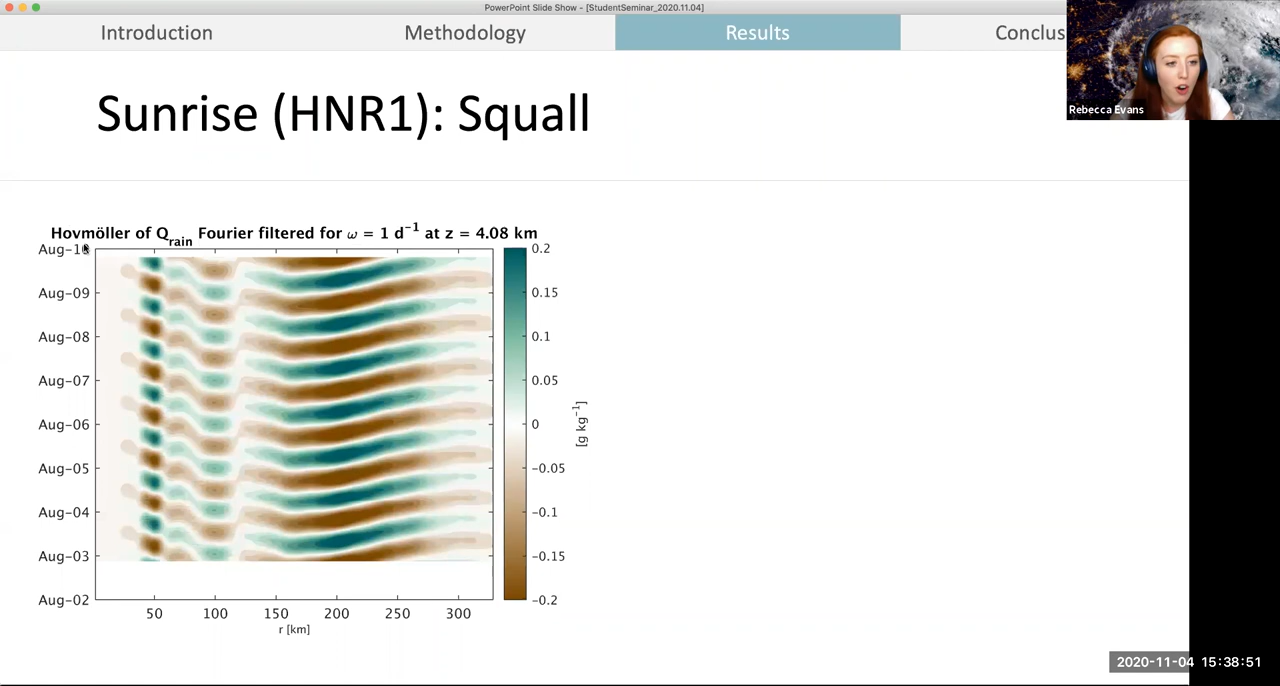 PowerPoint Slide Show - [StudentSeminar_2020.11.04]
Introduction
Methodology
Results
Conclus
Rebecca Evans
Sunrise (HNR1): Squall
Hovmöller of Qrain Fourier filtered for ω = 1 d⁻¹ at z = 4.08 km
Aug-10
Aug-09
Aug-08
Aug-07
Aug-06
Aug-05
Aug-04
Aug-03
Aug-02
50 100 150 200 250 300
r [km]
0.2
0.15
0.1
0.05
0
-0.05
-0.1
-0.15
-0.2
[g kg⁻¹]
2020-11-04 15:38:51